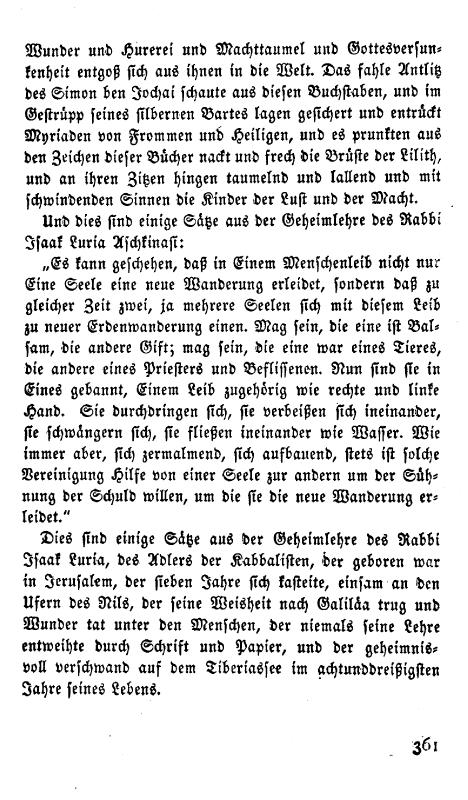 Wunder und Hurerei und Machttaumel und Gottesversun-
kenheit entgoß sich aus ihnen in die Welt. Das fahle Antlitz
des Simon ben Jochai schaute aus diesen Buchstaben, und im
Gestrüpp seines silbernen Bartes lagen gesichert und entrückt
Myriaden von Frommen und Heiligen, und es prunkten aus
den Zeichen dieser Bücher nackt und frech die Brüste der Lilith,
und an ihren Zitzen hingen taumelnd und lallend und mit
schwindenden Sinnen die Kinder der Lust und der Macht.
Und dies sind einige Sätze aus der Geheimlehre des Rabbi
Isaak Luria Aschkinasi:
„Es kann geschehen, daß in Einem Menschenleib nicht nur
Eine Seele eine neue Wanderung erleidet, sondern daß zu
gleicher Zeit zwei, ja mehrere Seelen sich mit diesem Leib
zu neuer Erdenwanderung einen. Mag sein, die eine ist Bal-
sam, die andere Gift; mag sein, die eine war eines Tieres,
die andere eines Priesters und Beflissenen. Nun sind sie in
Eines gebannt, Einem Leib zugehörig wie rechte und linke
Hand. Sie durchdringen sich, sie verbeißen sich ineinander,
sie schwängern sich, sie fließen ineinander wie Wasser. Wie
immer aber, sich zermalmend, sich aufbauend, stets ist solche
Vereinigung Hilfe von einer Seele zur andern um der Süh-
nung der Schuld willen, um die sie die neue Wanderung er-
leidet.“
Dies sind einige Sätze aus der Geheimlehre des Rabbi
Isaak Luria, des Adlers der Kabbalisten, der geboren war
in Jerusalem, der sieben Jahre sich kasteite, einsam an den
Ufern des Nils, der seine Weisheit nach Galiläa trug und
Wunder tat unter den Menschen, der niemals seine Lehre
entweihte durch Schrift und Papier, und der geheimnis-
voll verschwand auf dem Tiberiassee im achtunddreißigsten
Jahre seines Lebens.
361